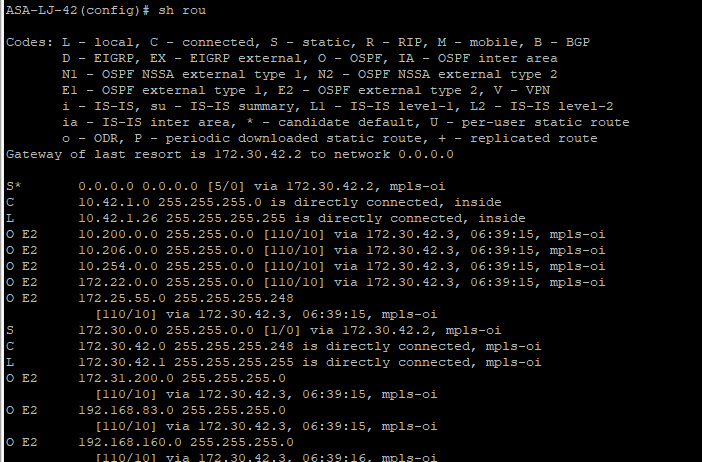 ASA-LJ-42(config)# sh rou
Codes: L - local, C - connected, S - static, R - RIP, M - mobile, B - BGP
D - EIGRP, EX - EIGRP external, O - OSPF, IA - OSPF inter area
N1 - OSPF NSSA external type 1, N2 - OSPF NSSA external type 2
E1 - OSPF external type 1, E2 - OSPF external type 2, V - VPN
i - IS-IS, su - IS-IS summary, L1 - IS-IS level-1, L2 - IS-IS level-2
ia - IS-IS inter area, * - candidate default, U - per-user static route
o - ODR, P - periodic downloaded static route, + - replicated route
Gateway of last resort is 172.30.42.2 to network 0.0.0.0
S* 0.0.0.0 0.0.0.0 [5/0] via 172.30.42.2, mpls-oi
C 10.42.1.0 255.255.255.0 is directly connected, inside
L 10.42.1.26 255.255.255.255 is directly connected, inside
O E2 10.200.0.0 255.255.0.0 [110/10] via 172.30.42.3, 06:39:15, mpls-oi
O E2 10.206.0.0 255.255.0.0 [110/10] via 172.30.42.3, 06:39:15, mpls-oi
O E2 10.254.0.0 255.255.0.0 [110/10] via 172.30.42.3, 06:39:15, mpls-oi
O E2 172.22.0.0 255.255.0.0 [110/10] via 172.30.42.3, 06:39:15, mpls-oi
O E2 172.25.55.0 255.255.255.248
[110/10] via 172.30.42.3, 06:39:15, mpls-oi
S 172.30.0.0 255.255.0.0 [1/0] via 172.30.42.2, mpls-oi
C 172.30.42.0 255.255.255.248 is directly connected, mpls-oi
L 172.30.42.1 255.255.255.255 is directly connected, mpls-oi
O E2 172.31.200.0 255.255.255.0
[110/10] via 172.30.42.3, 06:39:15, mpls-oi
O E2 192.168.83.0 255.255.255.0
[110/10] via 172.30.42.3, 06:39:15, mpls-oi
O E2 192.168.160.0 255.255.255.0
[110/10] via 172.30.42.3, 06:39:16, mpls-oi